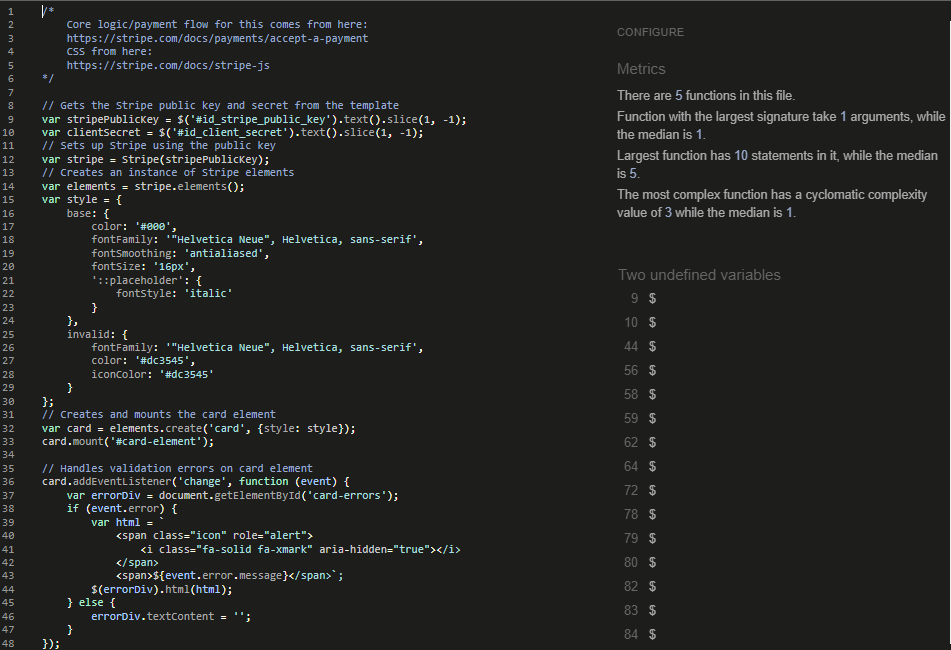 1 /*
2 Core logic/payment flow for this comes from here:
3 https://stripe.com/docs/payments/accept-a-payment
4 CSS from here:
5 https://stripe.com/docs/stripe-js
6 */
7
8 // Gets the Stripe public key and secret from the template
9 var stripePublicKey = $('#id_stripe_public_key').text().slice(1, -1);
10 var clientSecret = $('#id_client_secret').text().slice(1, -1);
11 // Sets up Stripe using the public key
12 var stripe = Stripe(stripePublicKey);
13 // Creates an instance of Stripe elements
14 var elements = stripe.elements();
15 var style = {
16 base: {
17 color: '#000',
18 fontFamily: '"Helvetica Neue", Helvetica, sans-serif',
19 fontSmoothing: 'antialiased',
20 fontSize: '16px',
21 '::placeholder': {
22 fontStyle: 'italic'
23 }
24 },
25 invalid: {
26 fontFamily: '"Helvetica Neue", Helvetica, sans-serif',
27 color: '#dc3545',
28 iconColor: '#dc3545'
29 }
30 };
31 // Creates and mounts the card element
32 var card = elements.create('card', {style: style});
33 card.mount('#card-element');
34
35 // Handles validation errors on card element
36 card.addEventListener('change', function (event) {
37 var errorDiv = document.getElementById('card-errors');
38 if (event.error) {
39 var html = `
40 <span class="icon" role="alert">
41 <i class="fa-solid fa-xmark" aria-hidden="true"></i>
42 </span>
43 <span>${event.error.message}</span>`;
44 $(errorDiv).html(html);
45 } else {
46 errorDiv.textContent = '';
47 }
48 });
CONFIGURE
Metrics
There are 5 functions in this file.
Function with the largest signature take 1 arguments, while
the median is 1.
Largest function has 10 statements in it, while the median
is 5.
The most complex function has a cyclomatic complexity
value of 3 while the median is 1.
Two undefined variables
9 $
10 $
44 $
56 $
58 $
59 $
62 $
64 $
72 $
78 $
79 $
80 $
82 $
83 $
84 $